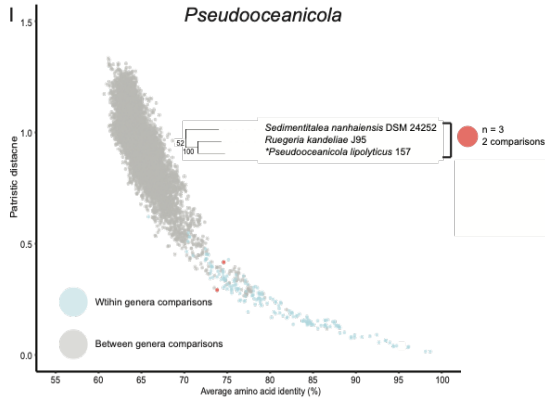 I
Pseudooceanicola
Patristic distacne
1.5
1.0
0.5
0.0
52
100
Sedimentitalea nanhaiensis DSM 24252
Ruegeria kandeliae J95
*Pseudooceanicola lipolyticus 157
n = 3
2 comparisons
Wtihin genera comparisons
Between genera comparisons
55 60 65 70 75 80 85 90 95 100
Average amino acid identity (%)